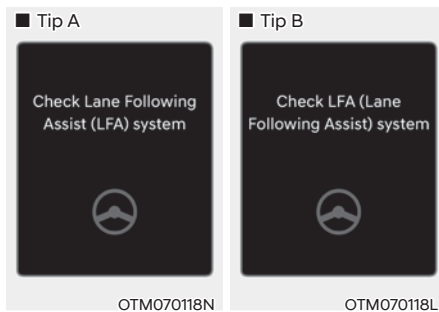 ■ Tip A
Check Lane Following
Assist (LFA) system
OTM070118N
■ Tip B
Check LFA (Lane
Following Assist) system
OTM070118L